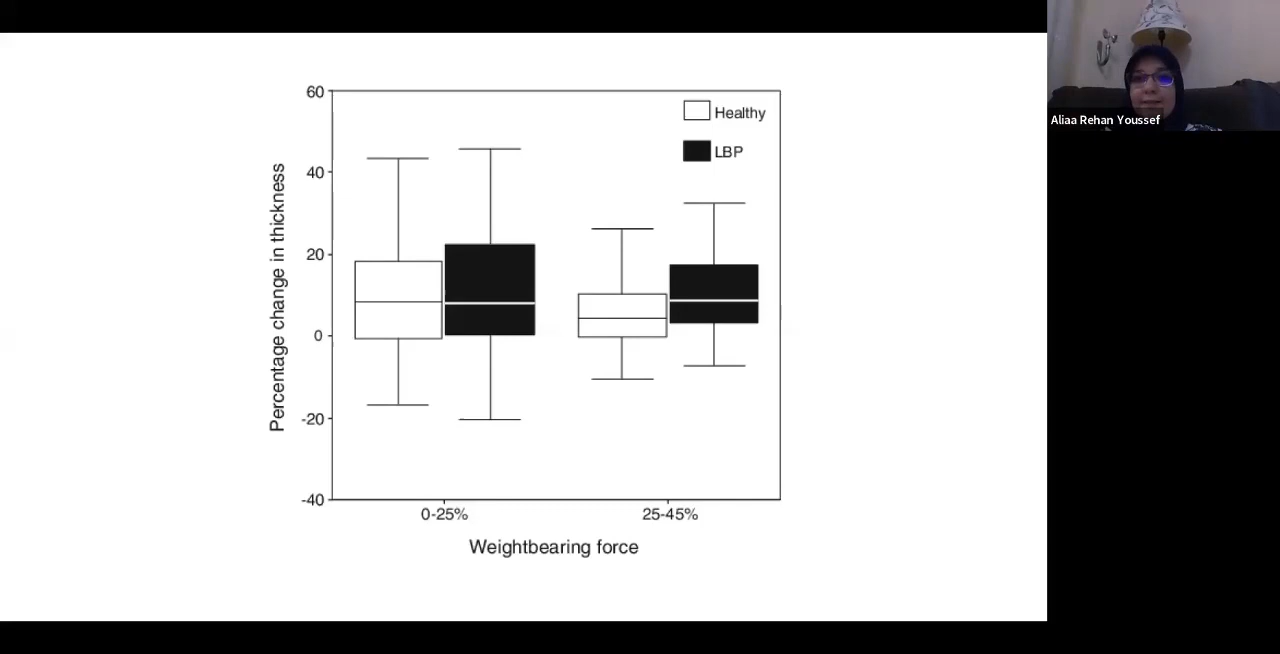 60
40
20
0
-20
-40
Percentage change in thickness
Healthy
LBP
0-25%
25-45%
Weightbearing force
Aliaa Rehan Youssef